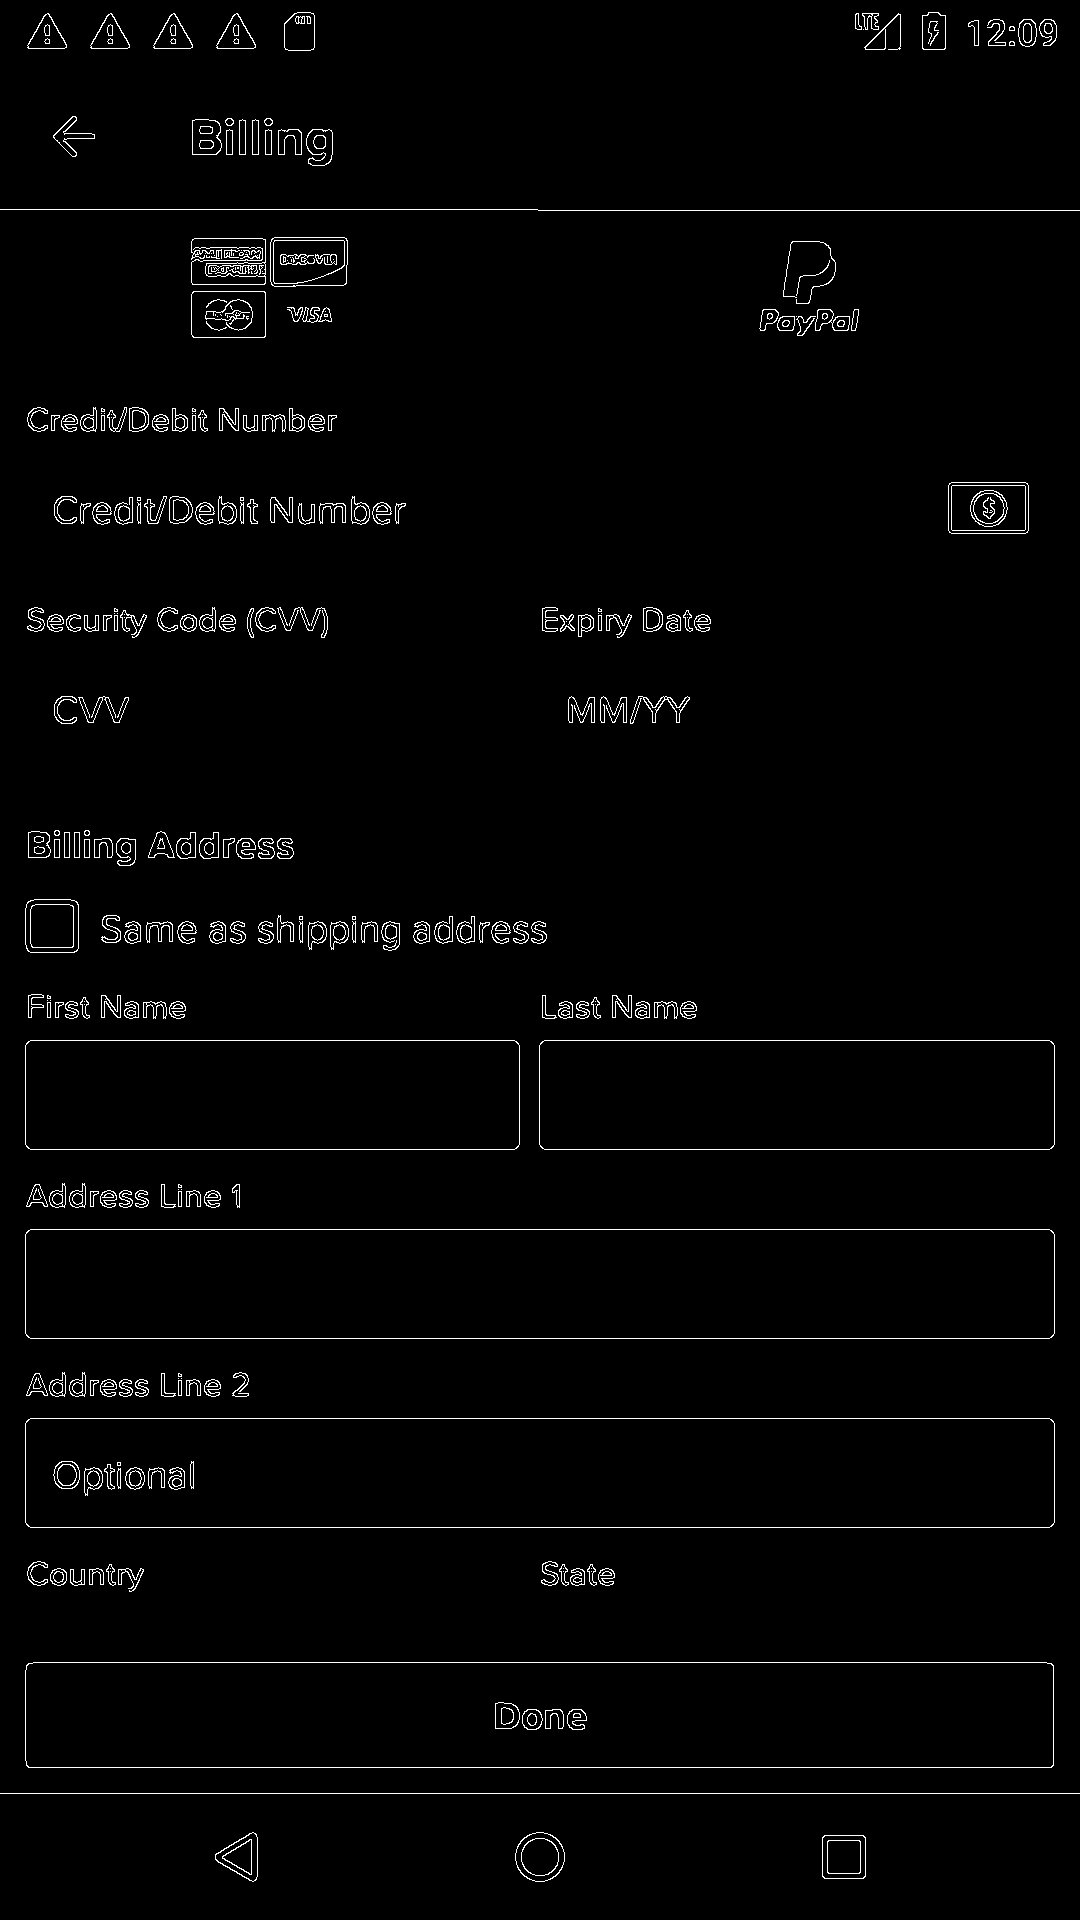 LTE 12:09
Billing
AMERICAN EXPRESS DISCOVER
VISA
PayPal
Credit/Debit Number
Credit/Debit Number
Security Code (CVV) Expiry Date
CVV MM/YY
Billing Address
Same as shipping address
First Name Last Name
Address Line 1
Address Line 2
Optional
Country State
Done